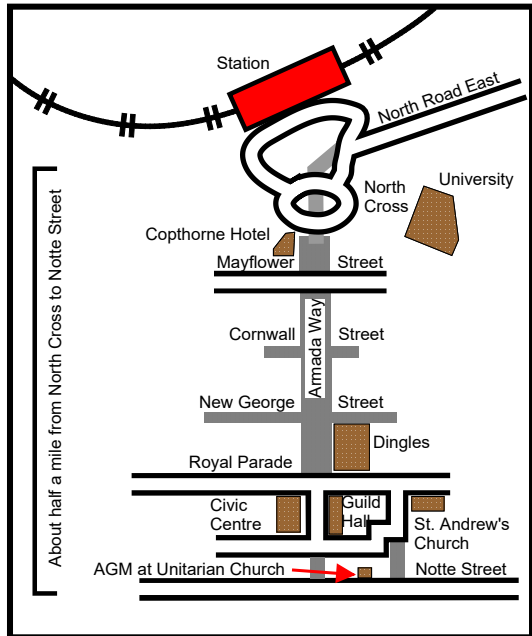 Station
North Road East
University
North
Cross
Copthorne Hotel
Mayflower Street
Armada Way
Cornwall Street
New George Street
Dingles
Royal Parade
Civic
Centre
Guild
Hall
St. Andrew's
Church
AGM at Unitarian Church
Notte Street
About half a mile from North Cross to Notte Street